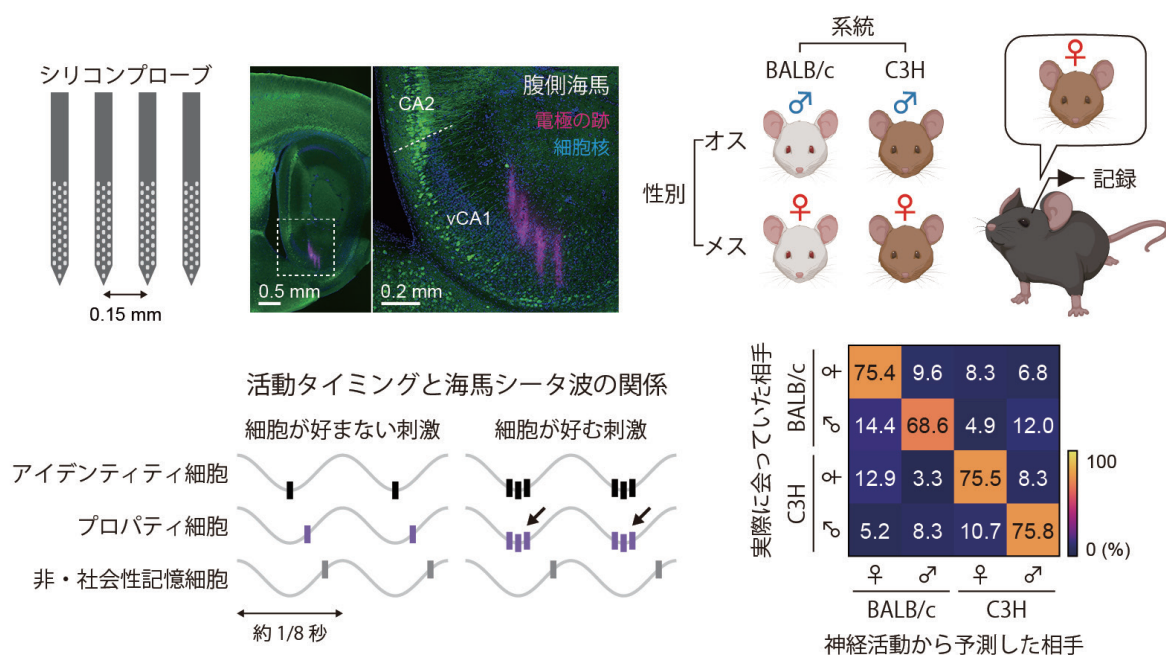 シリコンプローブ
0.15 mm
0.5 mm
CA2
vCA1
腹側海馬
電極の跡
細胞核
0.2 mm
系統
BALB/c
C3H
♂
♂
オス
性別
メス
♀
♀
♀
記録
活動タイミングと海馬シータ波の関係
細胞が好まない刺激
細胞が好む刺激
アイデンティティ細胞
プロパティ細胞
非・社会性記憶細胞
約 1/8 秒
実際に会っていた相手
BALB/c
C3H
♀ 75.4 9.6 8.3 6.8
♂ 14.4 68.6 4.9 12.0
♀ 12.9 3.3 75.5 8.3
♂ 5.2 8.3 10.7 75.8
♀ ♂ ♀ ♂
BALB/c C3H
神経活動から予測した相手
100
0 (%)